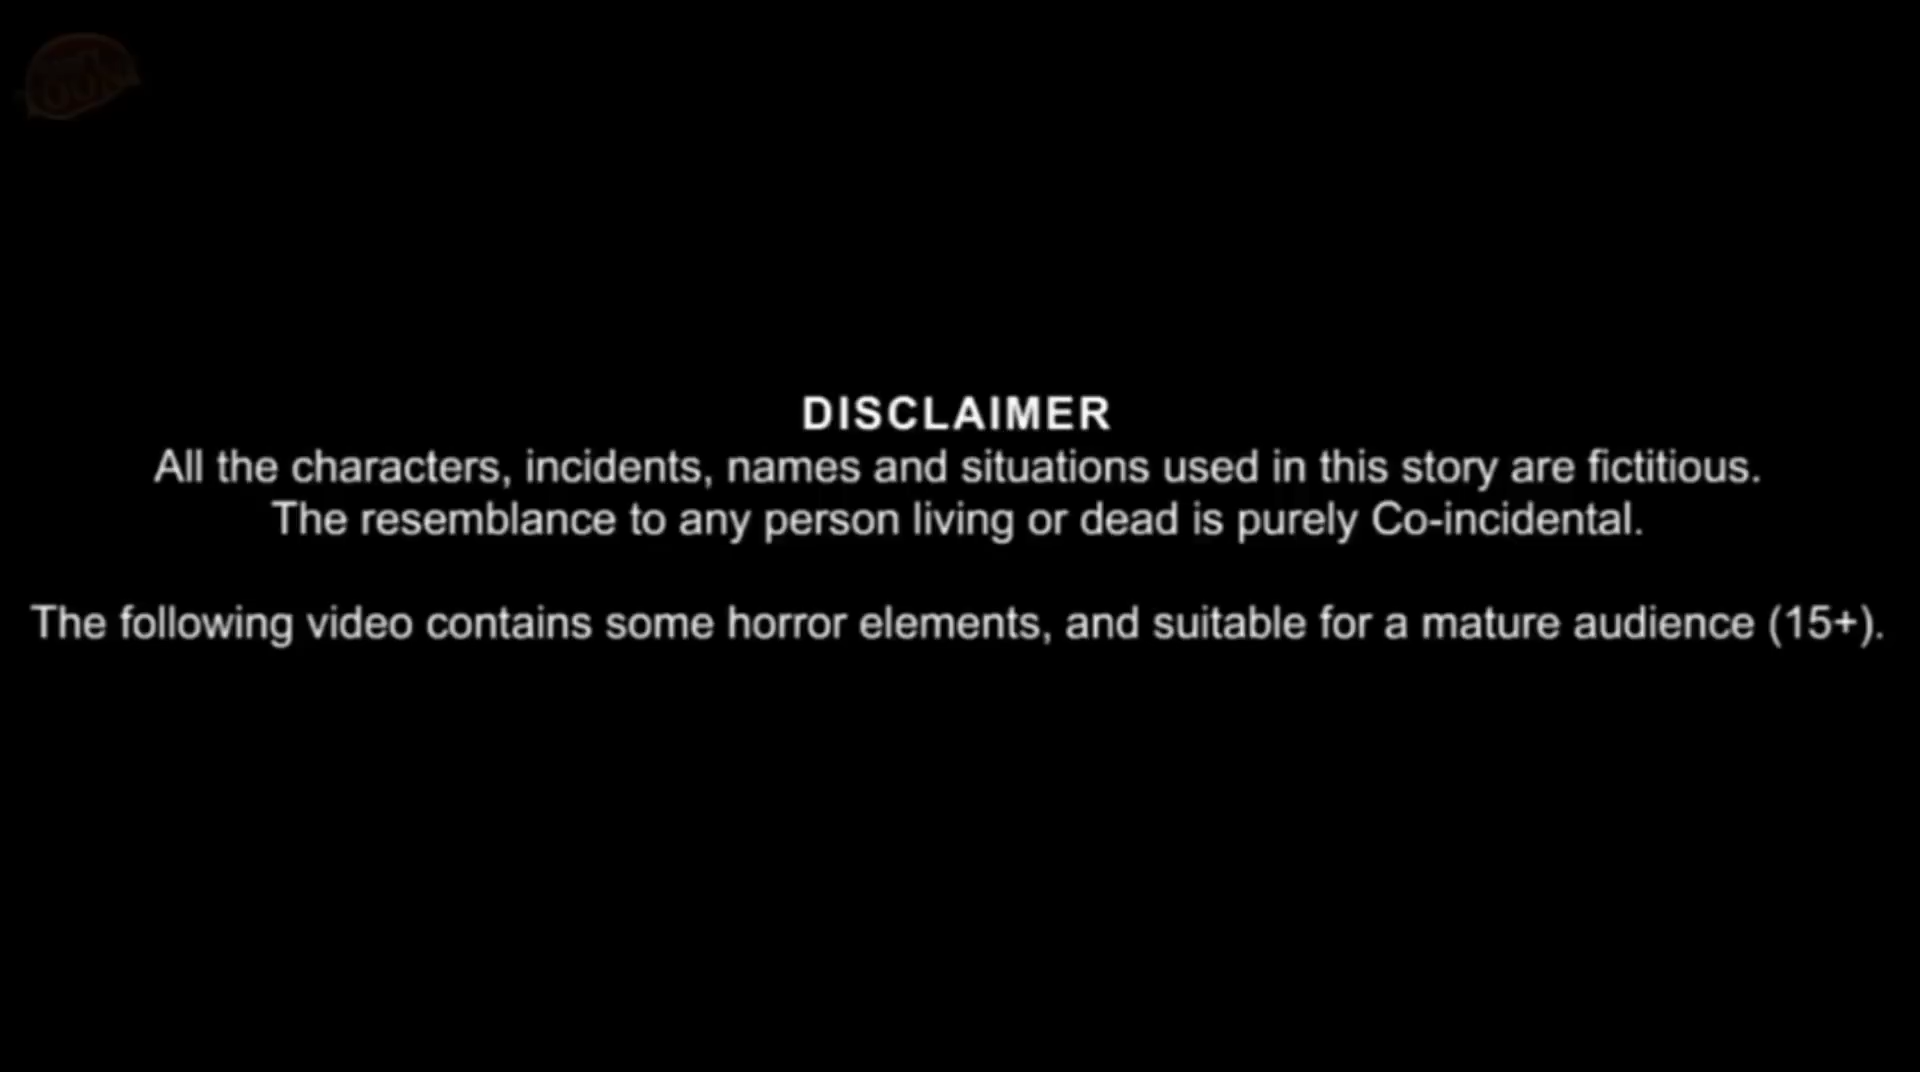 DISCLAIMER
All the characters, incidents, names and situations used in this story are fictitious.
The resemblance to any person living or dead is purely Co-incidental.
The following video contains some horror elements, and suitable for a mature audience (15+).